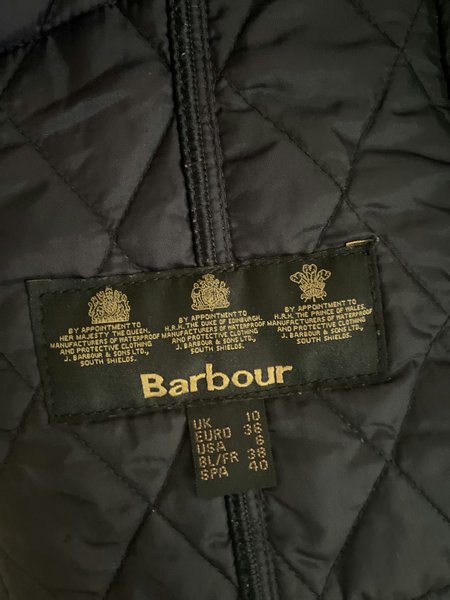 BY APPOINTMENT TO
HER MAJESTY THE QUEEN,
MANUFACTURERS OF WATERPROOF
AND PROTECTIVE CLOTHING
J. BARBOUR & SONS LTD.,
SOUTH SHIELDS.
BY APPOINTMENT TO
H.R.H. THE DUKE OF EDINBURGH,
MANUFACTURERS OF WATERPROOF
AND PROTECTIVE CLOTHING
J. BARBOUR & SONS LTD.,
SOUTH SHIELDS.
BY APPOINTMENT TO
H.R.H. THE PRINCE OF WALES,
MANUFACTURERS OF WATERPROOF
AND PROTECTIVE CLOTHING
J. BARBOUR & SONS LTD.,
SOUTH SHIELDS.
Barbour
UK 10
EURO 36
USA 6
BL/FR 38
SPA 40